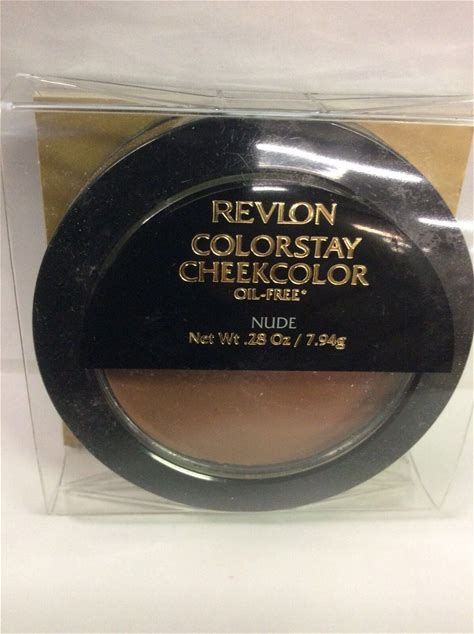 REVLON
COLORSTAY
CHEEKCOLOR
OIL-FREE*
NUDE
Net Wt .28 Oz / 7.94g